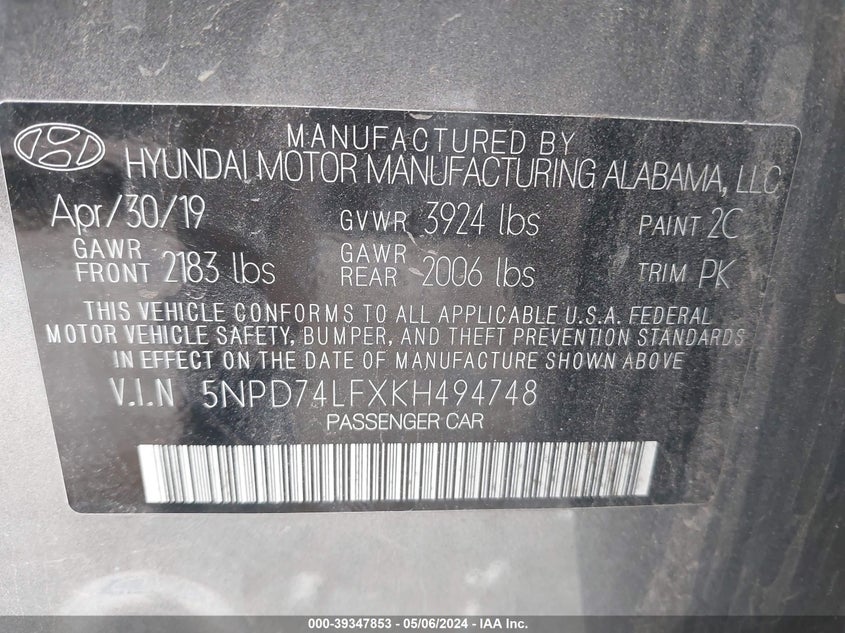 MANUFACTURED BY
HYUNDAI MOTOR MANUFACTURING ALABAMA, LLC
Apr/30/19 GVWR 3924 lbs PAINT 2C
GAWR FRONT 2183 lbs GAWR REAR 2006 lbs TRIM PK
THIS VEHICLE CONFORMS TO ALL APPLICABLE U.S.A. FEDERAL
MOTOR VEHICLE SAFETY, BUMPER, AND THEFT PREVENTION STANDARDS
IN EFFECT ON THE DATE OF MANUFACTURE SHOWN ABOVE
V.I.N 5NPD74LFXKH494748
PASSENGER CAR
000-39347853 - 05/06/2024 - IAA Inc.